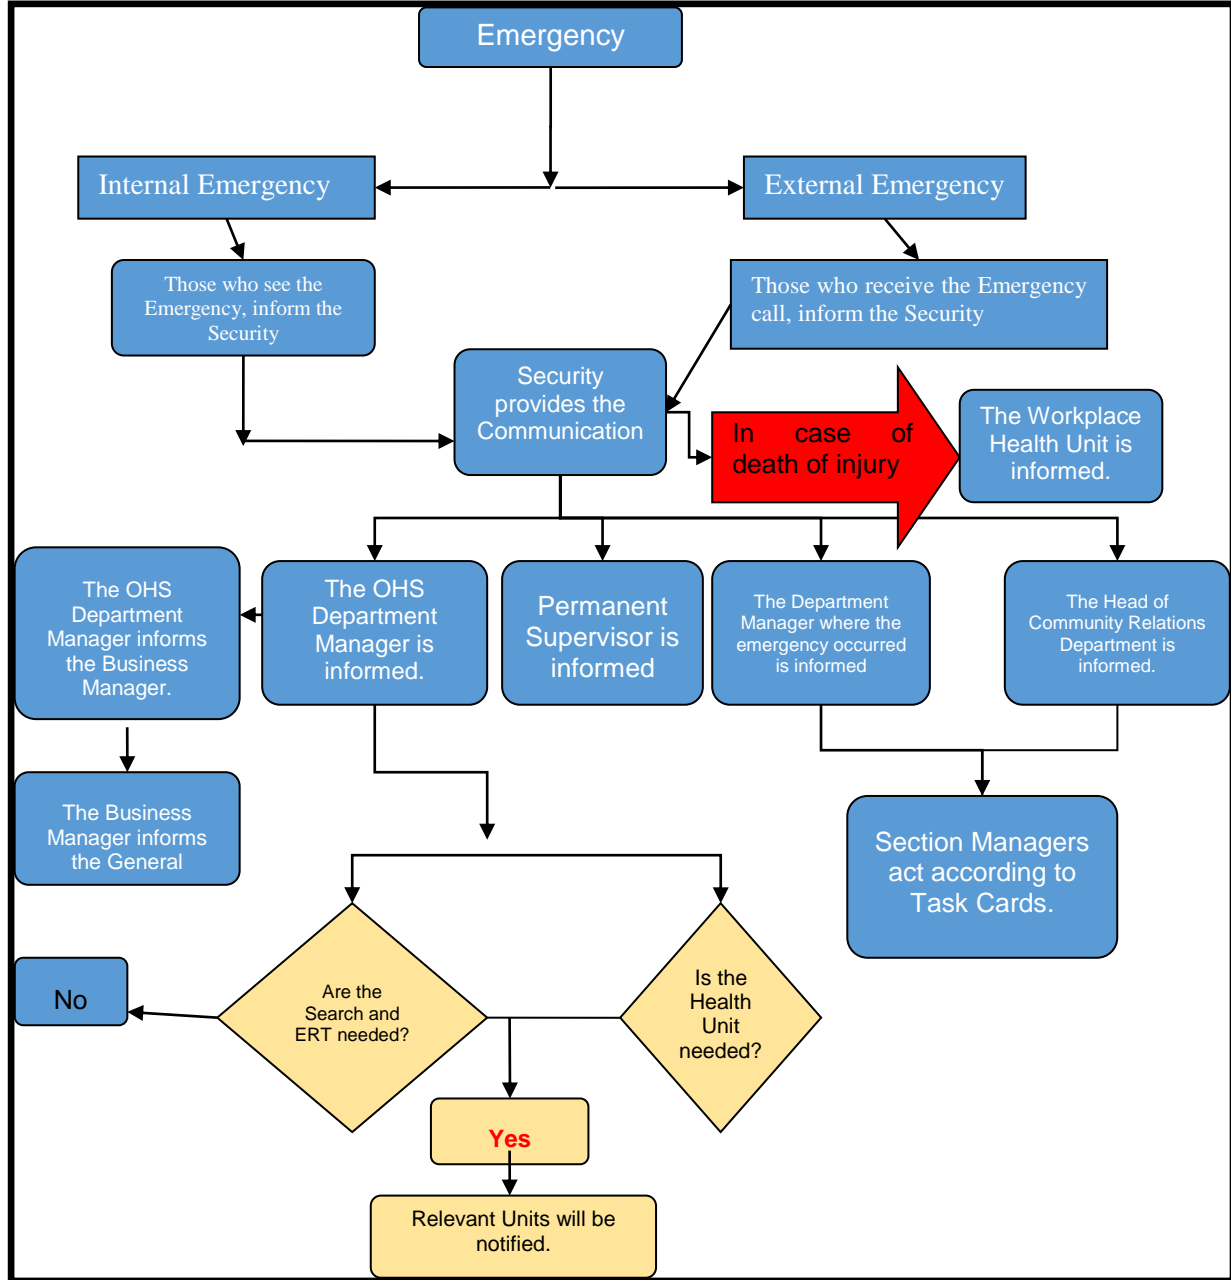 Emergency
Internal Emergency
External Emergency
Those who see the
Emergency, inform the
Security
Those who receive the Emergency
call, inform the Security
Security
provides the
Communication
In case of
death of injury
The Workplace
Health Unit is
informed.
The OHS
Department
Manager informs
the Business
Manager.
The OHS
Department
Manager is
informed.
Permanent
Supervisor is
informed
The Department
Manager where the
emergency occurred
is informed
The Head of
Community Relations
Department is
informed.
The Business
Manager informs
the General
Section Managers
act according to
Task Cards.
No
Are the
Search and
ERT needed?
Is the
Health
Unit
needed?
Yes
Relevant Units will be
notified.